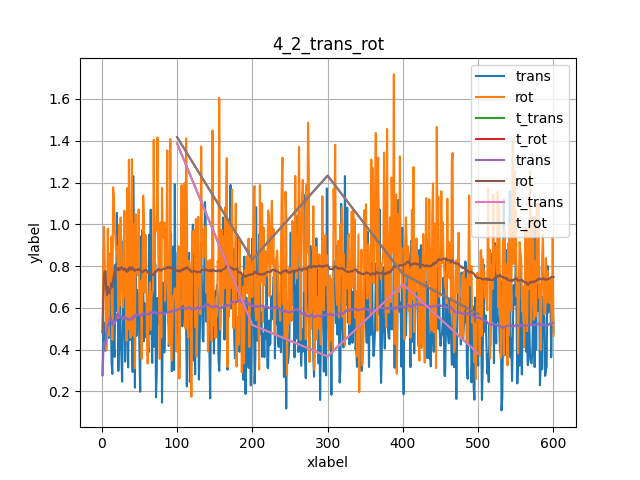 4_2_trans_rot
ylabel
1.6
1.4
1.2
1.0
0.8
0.6
0.4
0.2
trans
rot
t_trans
t_rot
trans
rot
t_trans
t_rot
0
100
200
300
400
500
600
xlabel